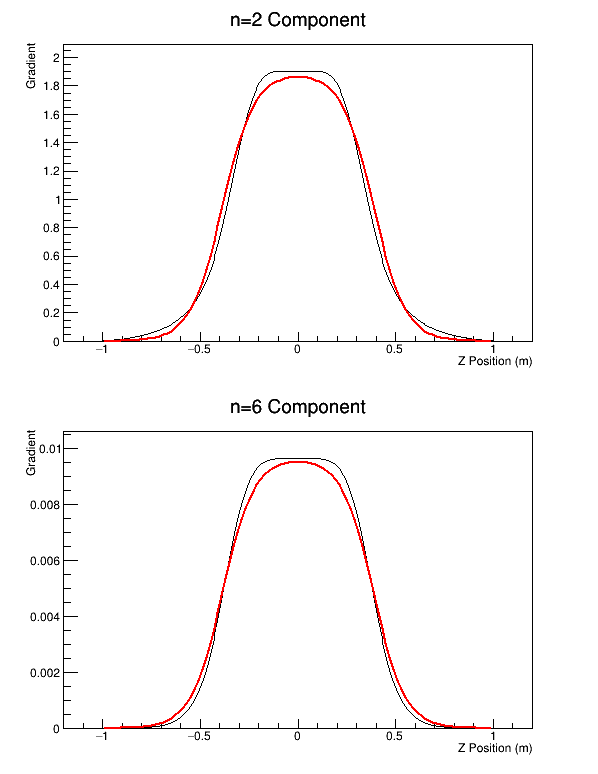 n=2 Component
Gradient
2
1.8
1.6
1.4
1.2
1
0.8
0.6
0.4
0.2
0
−1 −0.5 0 0.5 1
Z Position (m)
n=6 Component
Gradient
0.01
0.008
0.006
0.004
0.002
0
−1 −0.5 0 0.5 1
Z Position (m)